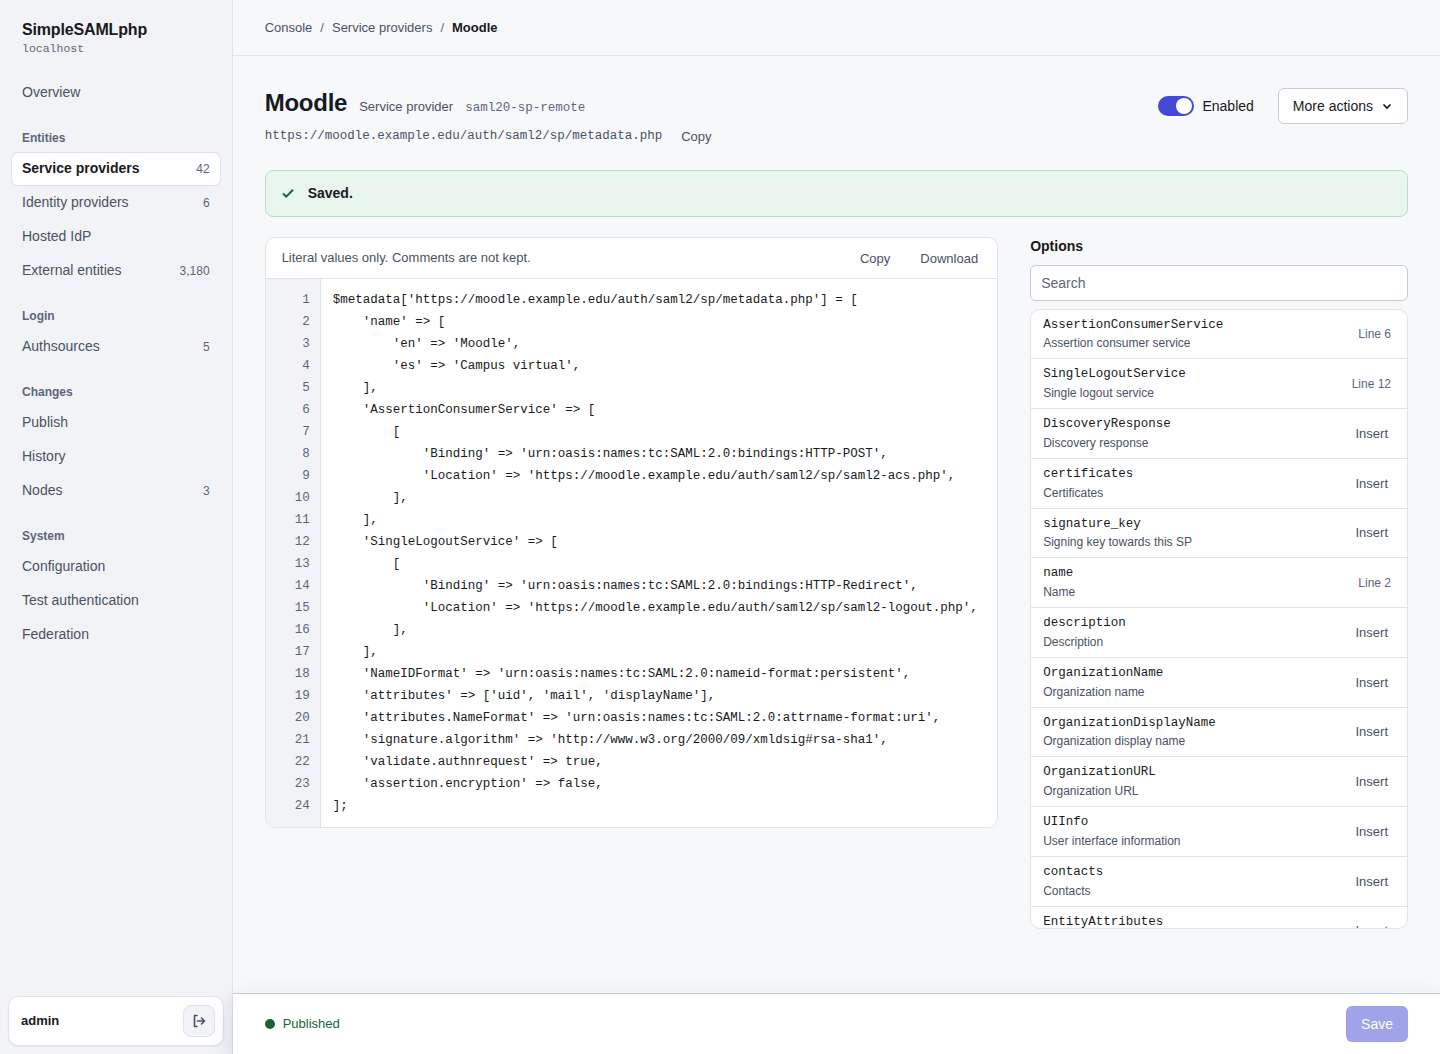 SimpleSAMLphp
localhost
Overview
Entities
Service providers 42
Identity providers 6
Hosted IdP
External entities 3,180
Login
Authsources 5
Changes
Publish
History
Nodes 3
System
Configuration
Test authentication
Federation
admin
Console / Service providers / Moodle
Moodle Service provider saml20-sp-remote
https://moodle.example.edu/auth/saml2/sp/metadata.php Copy
Enabled
More actions
Saved.
Literal values only. Comments are not kept. Copy Download
1 $metadata['https://moodle.example.edu/auth/saml2/sp/metadata.php'] = [
2     'name' => [
3         'en' => 'Moodle',
4         'es' => 'Campus virtual',
5     ],
6     'AssertionConsumerService' => [
7         [
8             'Binding' => 'urn:oasis:names:tc:SAML:2.0:bindings:HTTP-POST',
9             'Location' => 'https://moodle.example.edu/auth/saml2/sp/saml2-acs.php',
10         ],
11     ],
12     'SingleLogoutService' => [
13         [
14             'Binding' => 'urn:oasis:names:tc:SAML:2.0:bindings:HTTP-Redirect',
15             'Location' => 'https://moodle.example.edu/auth/saml2/sp/saml2-logout.php',
16         ],
17     ],
18     'NameIDFormat' => 'urn:oasis:names:tc:SAML:2.0:nameid-format:persistent',
19     'attributes' => ['uid', 'mail', 'displayName'],
20     'attributes.NameFormat' => 'urn:oasis:names:tc:SAML:2.0:attrname-format:uri',
21     'signature.algorithm' => 'http://www.w3.org/2000/09/xmldsig#rsa-sha1',
22     'validate.authnrequest' => true,
23     'assertion.encryption' => false,
24 ];
Options
Search
AssertionConsumerService
Assertion consumer service
Line 6
SingleLogoutService
Single logout service
Line 12
DiscoveryResponse
Discovery response
Insert
certificates
Certificates
Insert
signature_key
Signing key towards this SP
Insert
name
Name
Line 2
description
Description
Insert
OrganizationName
Organization name
Insert
OrganizationDisplayName
Organization display name
Insert
OrganizationURL
Organization URL
Insert
UIInfo
User interface information
Insert
contacts
Contacts
Insert
EntityAttributes
Published
Save